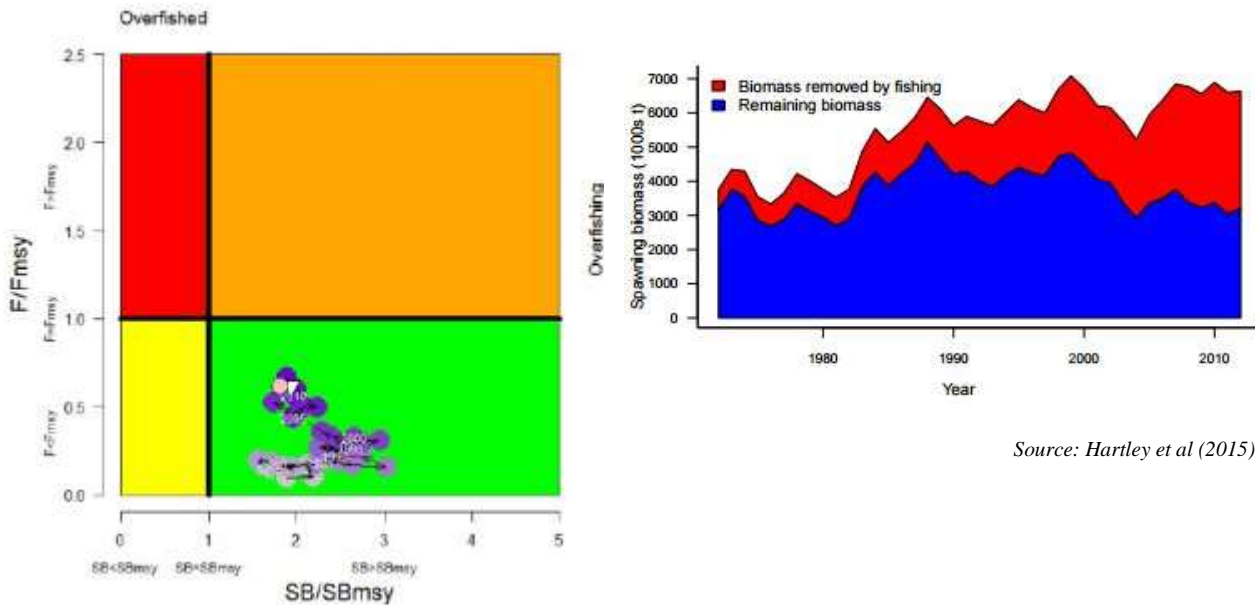 Overfished
2.5
2.0
1.5
1.0
0.5
0.0
F/Fmsy
F>Fmsy
F=Fmsy
F<Fmsy
0 1 2 3 4 5
SB<SBmsy SB=SBmsy SB>SBmsy
SB/SBmsy
Overfishing
Biomass removed by fishing
Remaining biomass
7000
6000
5000
4000
3000
2000
1000
0
Spawning biomass (1000s t)
1980 1990 2000 2010
Year
Source: Hartley et al (2015)